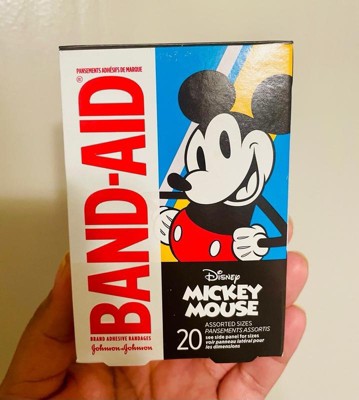 PANSEMENTS ADHÉSIFS DE MARQUE
BAND-AID®
BRAND ADHESIVE BANDAGES
Johnson & Johnson
Disney
MICKEY
MOUSE
20
ASSORTED SIZES
PANSEMENTS ASSORTIS
see side panel for sizes
voir panneau latéral pour
les dimensions